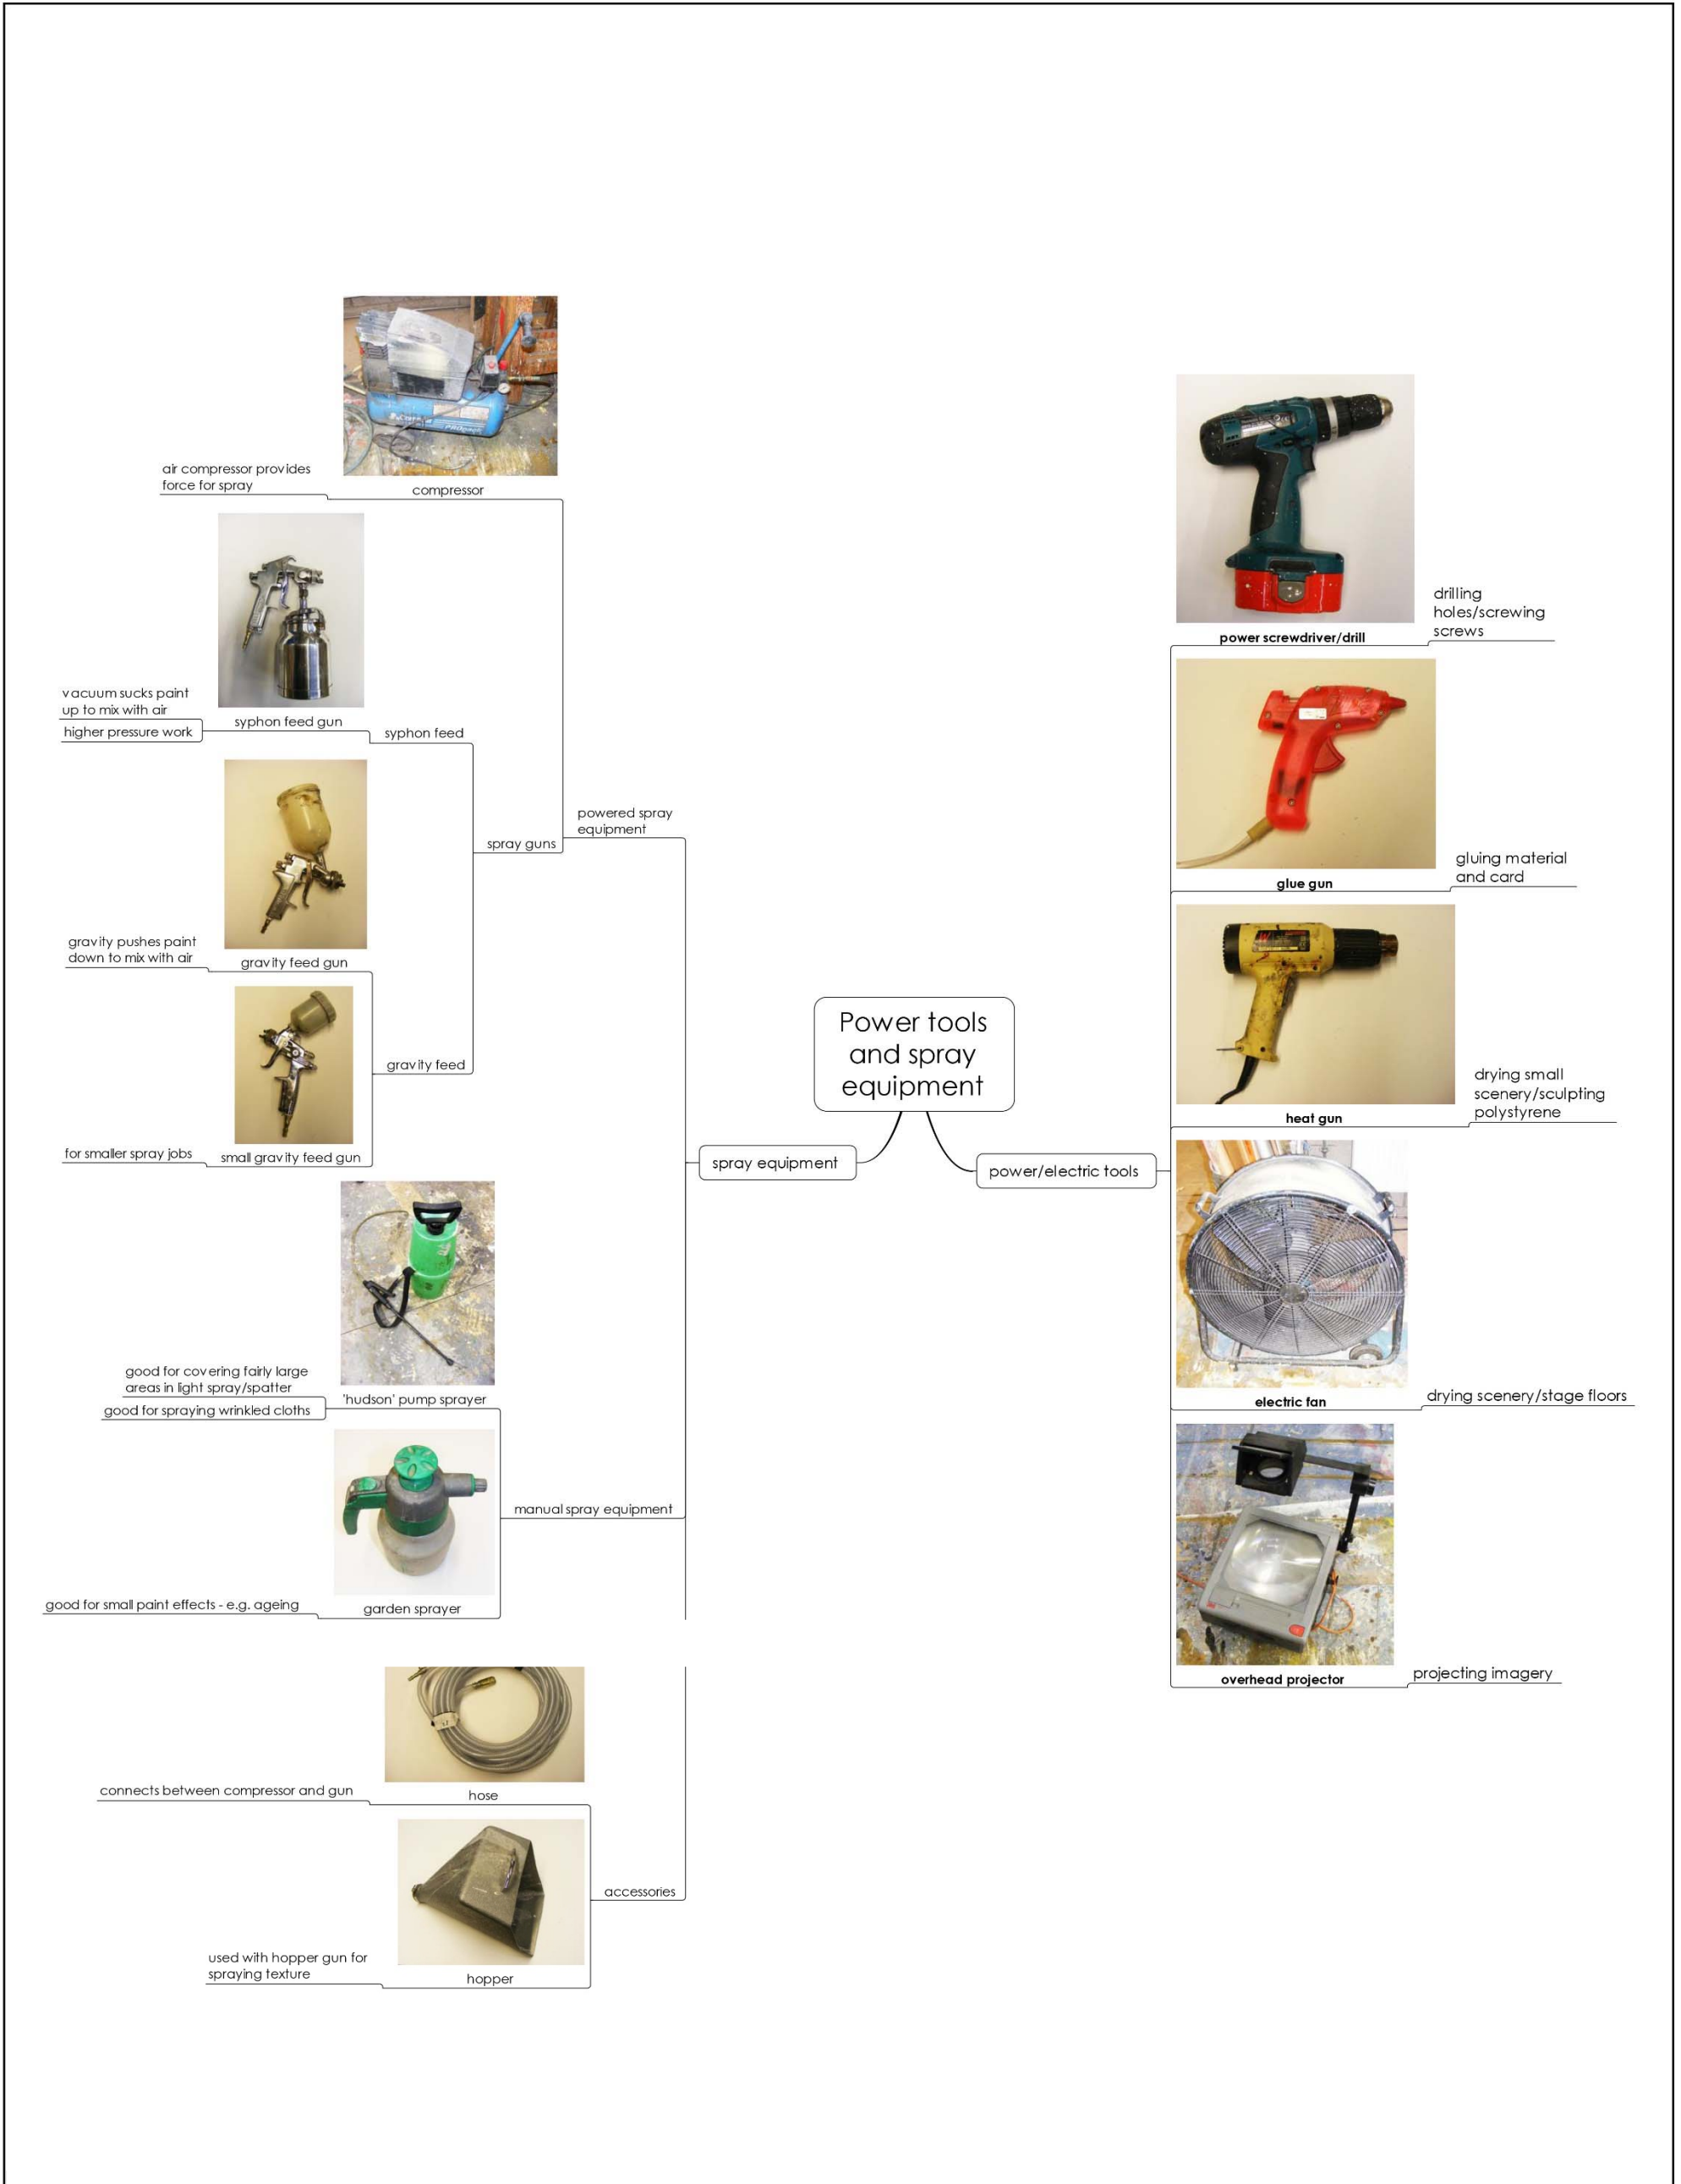 air compressor provides
force for spray
compressor
vacuum sucks paint
up to mix with air
higher pressure work
syphon feed gun
syphon feed
powered spray
equipment
spray guns
gravity pushes paint
down to mix with air
gravity feed gun
gravity feed
for smaller spray jobs
small gravity feed gun
good for covering fairly large
areas in light spray/spatter
good for spraying wrinkled cloths
'hudson' pump sprayer
manual spray equipment
good for small paint effects - e.g. ageing
garden sprayer
connects between compressor and gun
hose
accessories
used with hopper gun for
spraying texture
hopper
spray equipment
Power tools
and spray
equipment
power/electric tools
power screwdriver/drill
drilling
holes/screwing
screws
glue gun
gluing material
and card
heat gun
drying small
scenery/sculpting
polystyrene
electric fan
drying scenery/stage floors
overhead projector
projecting imagery